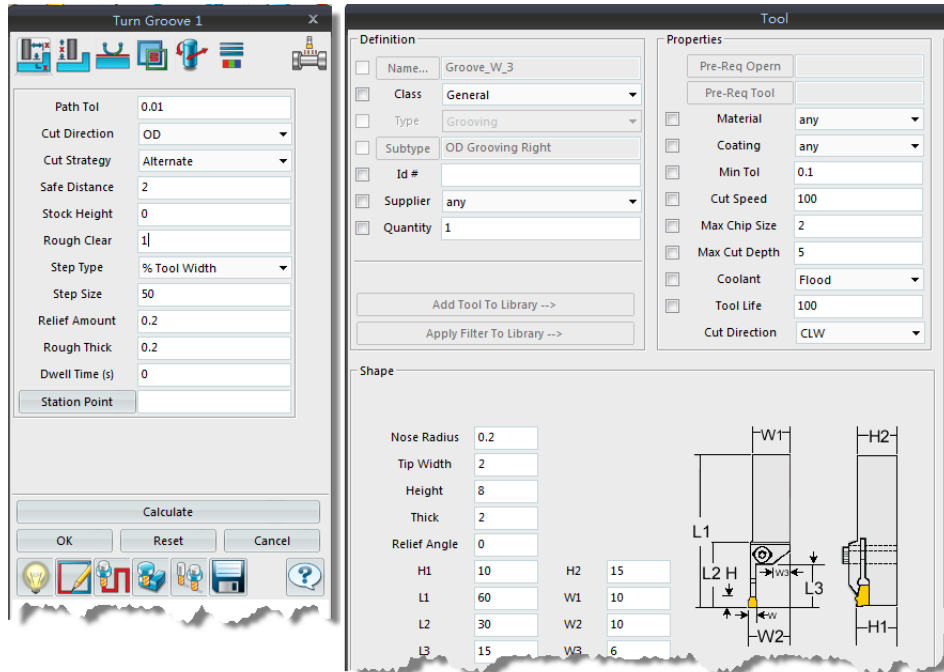 Turn Groove 1 X
Path Tol 0.01
Cut Direction OD
Cut Strategy Alternate
Safe Distance 2
Stock Height 0
Rough Clear 1
Step Type % Tool Width
Step Size 50
Relief Amount 0.2
Rough Thick 0.2
Dwell Time (s) 0
Station Point
Calculate
OK Reset Cancel
?
Tool
Definition
Name... Groove_W_3
Class General
Type Grooving
Subtype OD Grooving Right
Id #
Supplier any
Quantity 1
Add Tool To Library -->
Apply Filter To Library -->
Properties
Pre-Req Opern
Pre-Req Tool
Material any
Coating any
Min Tol 0.1
Cut Speed 100
Max Chip Size 2
Max Cut Depth 5
Coolant Flood
Tool Life 100
Cut Direction CLW
Shape
Nose Radius 0.2
Tip Width 2
Height 8
Thick 2
Relief Angle 0
H1 10 H2 15
L1 60 W1 10
L2 30 W2 10
L3 15 W3 6
W1 H2
L1
L2 H W3 L3
W
W2 H1